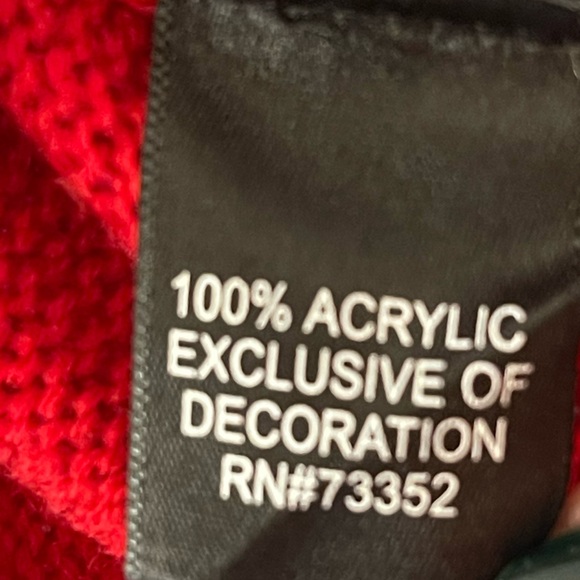 100% ACRYLIC
EXCLUSIVE OF
DECORATION
RN#73352